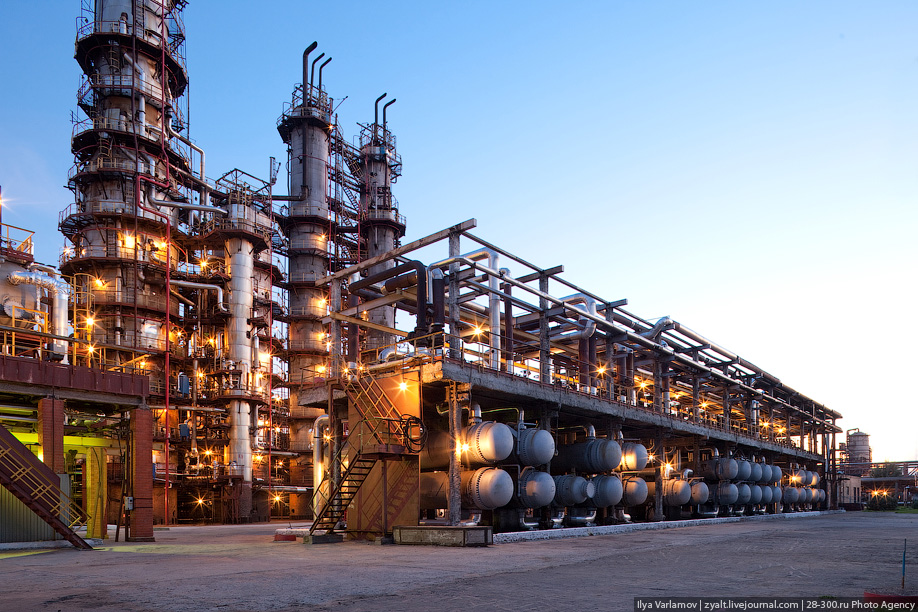 Ilya Varlamov | zyalt.livejournal.com | 28-300.ru Photo Agency